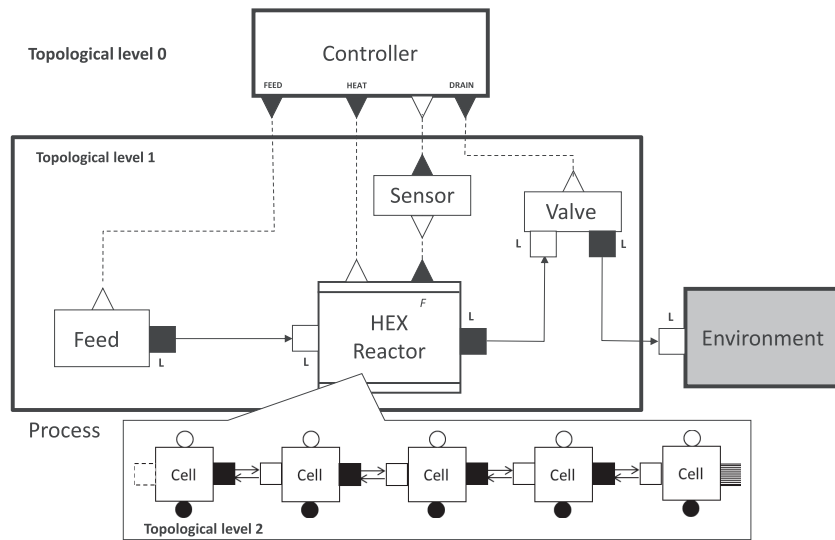 Topological level 0
Controller
FEED
HEAT
DRAIN
Topological level 1
Sensor
Valve
L
L
F
Feed
L
HEX
Reactor
L
L
L
Environment
Process
Cell
Cell
Cell
Cell
Cell
Topological level 2